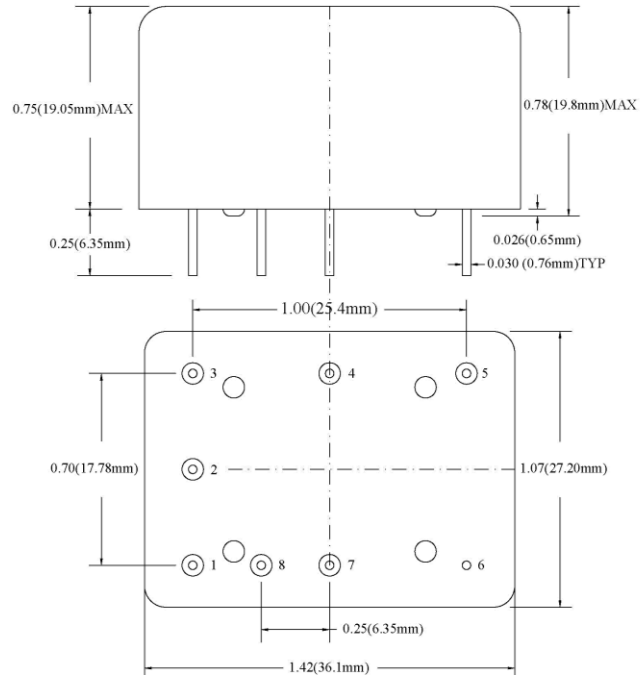 0.75(19.05mm)MAX
0.78(19.8mm)MAX
0.25(6.35mm)
0.026(0.65mm)
0.030 (0.76mm)TYP
1.00(25.4mm)
3
4
5
0.70(17.78mm)
2
1.07(27.20mm)
1
8
7
6
0.25(6.35mm)
1.42(36.1mm)